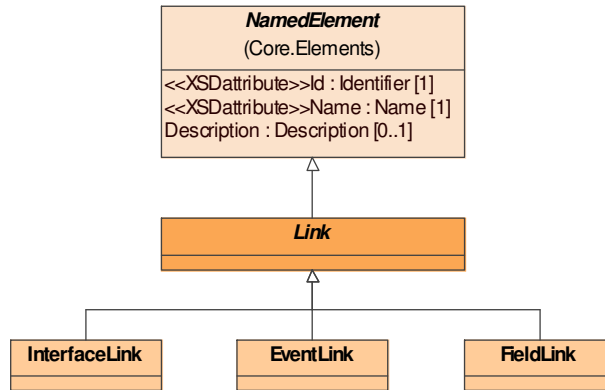 NamedElement
(Core.Elements)
<<XSDattribute>>Id : Identifier [1]
<<XSDattribute>>Name : Name [1]
Description : Description [0..1]
Link
InterfaceLink
EventLink
FieldLink